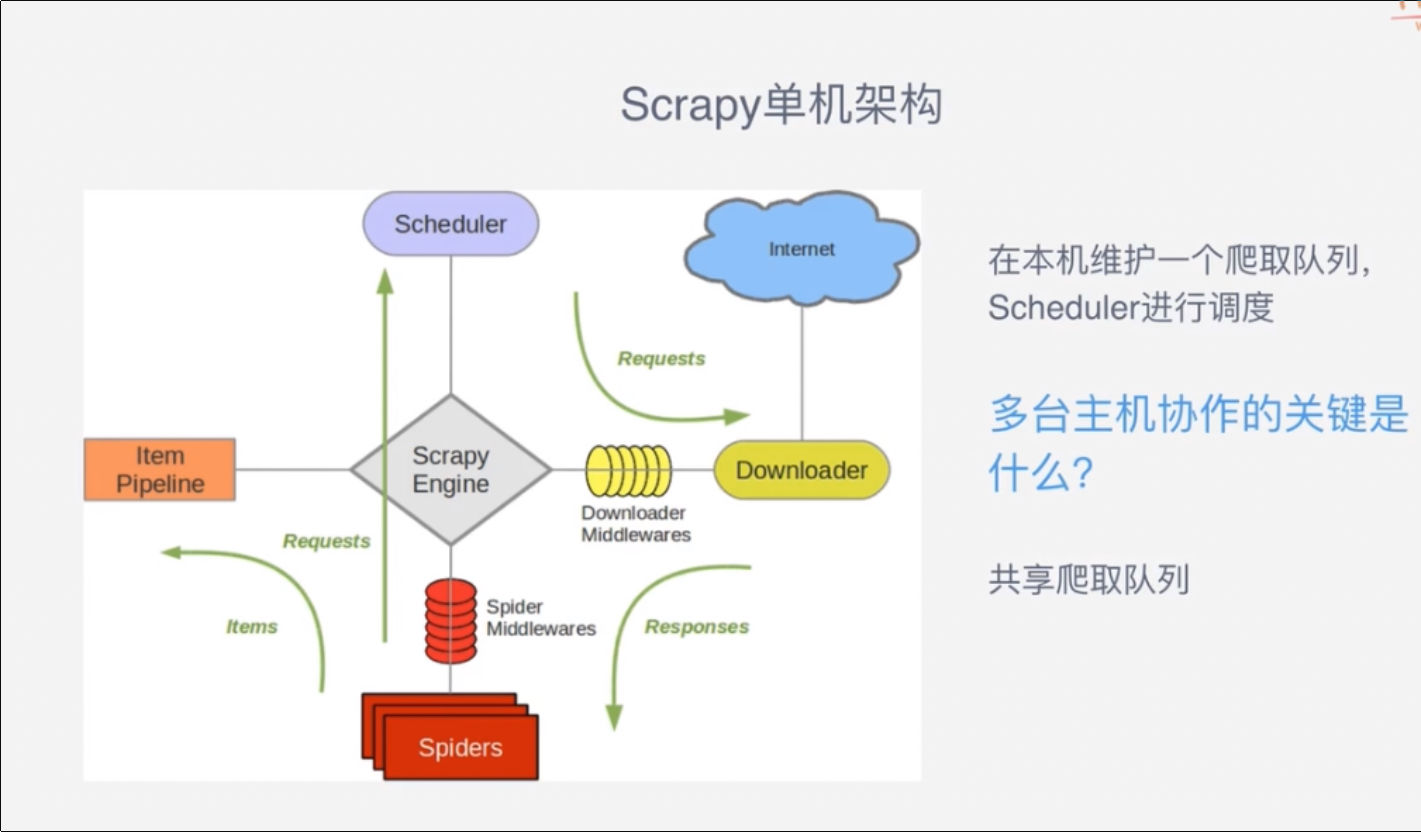 Scrapy单机架构
Scheduler
Internet
Requests
Item
Pipeline
Scrapy
Engine
Downloader
Downloader
Middlewares
Requests
Items
Spider
Middlewares
Responses
Spiders
在本机维护一个爬取队列,
Scheduler进行调度
多台主机协作的关键是
什么?
共享爬取队列